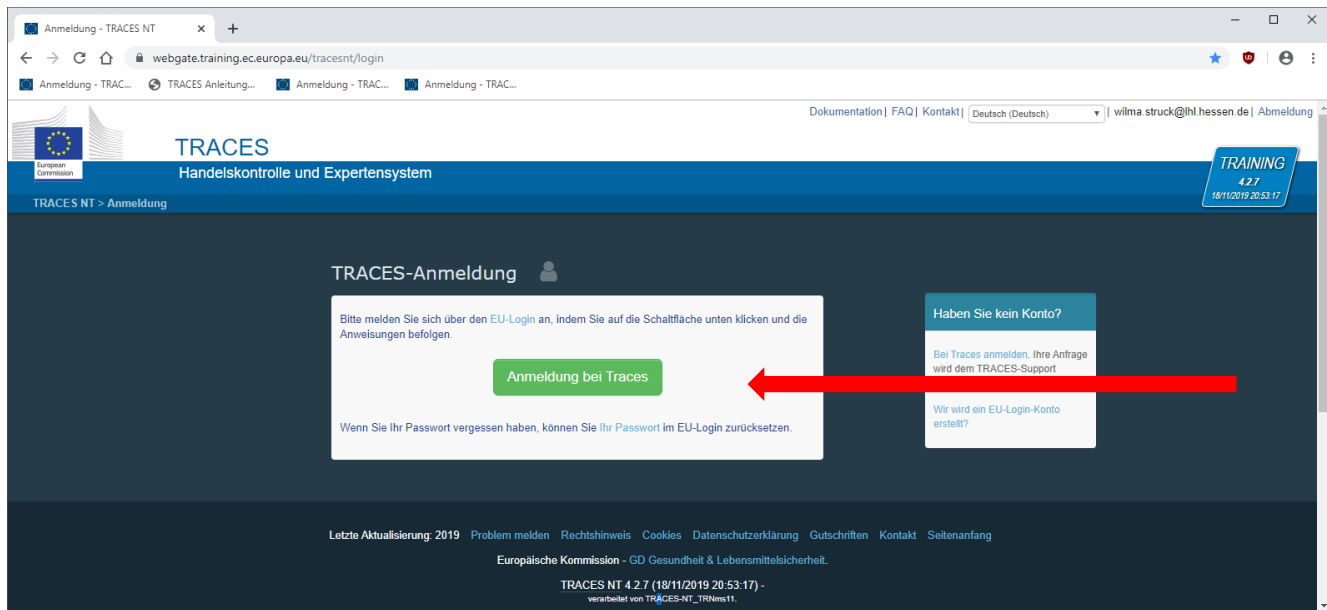 Anmeldung - TRACES NT
webgate.training.ec.europa.eu/tracesnt/login
Anmeldung - TRAC... TRACES Anleitung... Anmeldung - TRAC... Anmeldung - TRAC...
Dokumentation | FAQ | Kontakt | Deutsch (Deutsch) | wilma.struck@lhl.hessen.de | Abmeldung
European
Commission
TRACES
Handelskontrolle und Expertensystem
TRAINING
4.2.7
18/11/2019 20:53:17
TRACES NT > Anmeldung
TRACES-Anmeldung
Bitte melden Sie sich über den EU-Login an, indem Sie auf die Schaltfläche unten klicken und die
Anweisungen befolgen.
Anmeldung bei Traces
Wenn Sie Ihr Passwort vergessen haben, können Sie Ihr Passwort im EU-Login zurücksetzen.
Haben Sie kein Konto?
Bei Traces anmelden. Ihre Anfrage
wird dem TRACES-Support
Wir wird ein EU-Login-Konto
erstellt?
Letzte Aktualisierung: 2019 Problem melden Rechtshinweis Cookies Datenschutzerklärung Gutschriften Kontakt Seitenanfang
Europäische Kommission - GD Gesundheit & Lebensmittelsicherheit.
TRACES NT 4.2.7 (18/11/2019 20:53:17) -
verarbeitet von TRACES-NT_TRNms11.